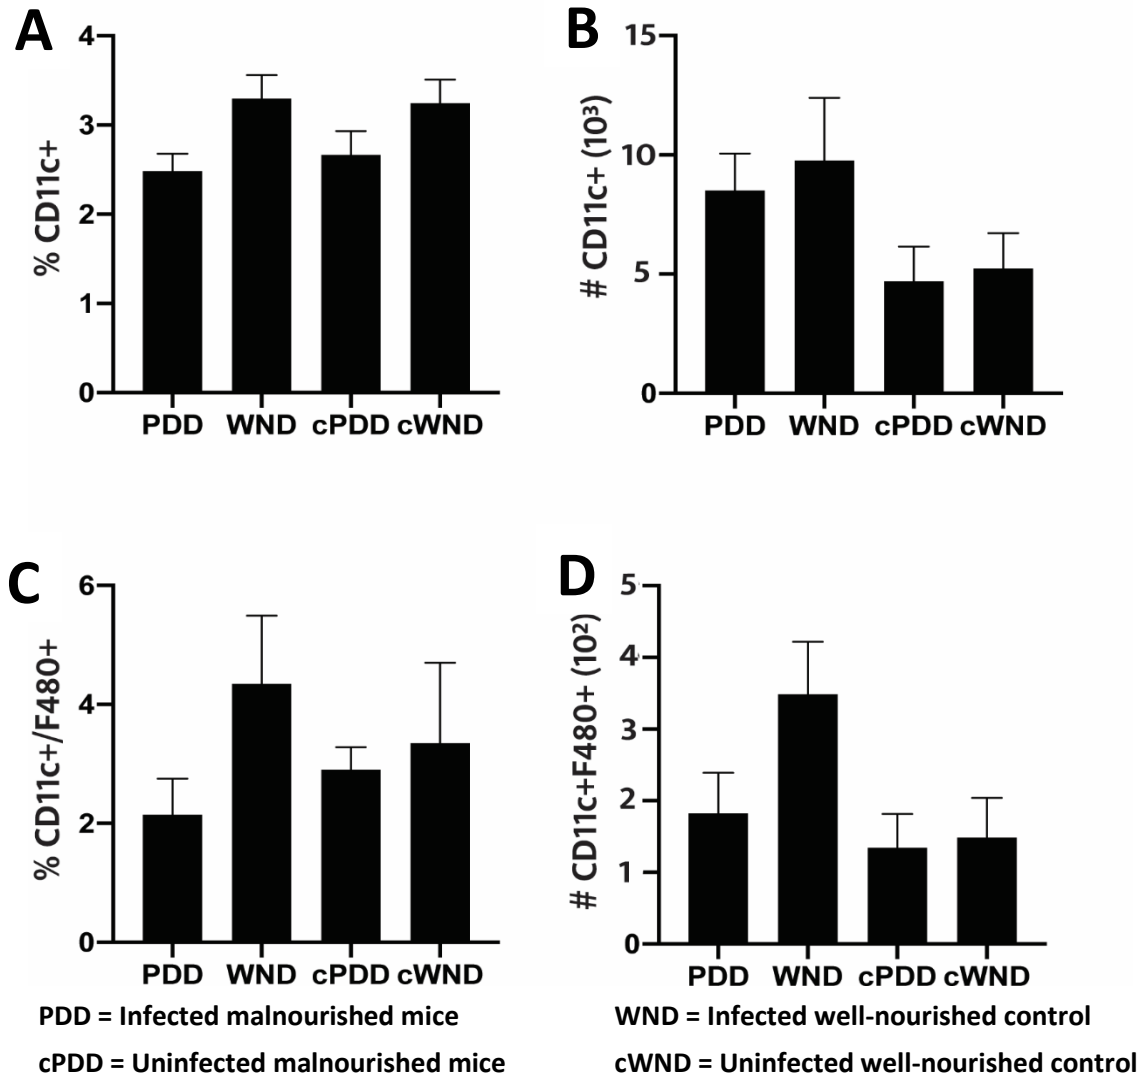 A
% CD11c+
4
3
2
1
0
PDD WND cPDD cWND
B
# CD11c+ (10³)
15
10
5
0
PDD WND cPDD cWND
C
% CD11c+/F480+
6
4
2
0
PDD WND cPDD cWND
D
# CD11c+F480+ (10²)
5
4
3
2
1
0
PDD WND cPDD cWND
PDD = Infected malnourished mice
WND = Infected well-nourished control
cPDD = Uninfected malnourished mice
cWND = Uninfected well-nourished control